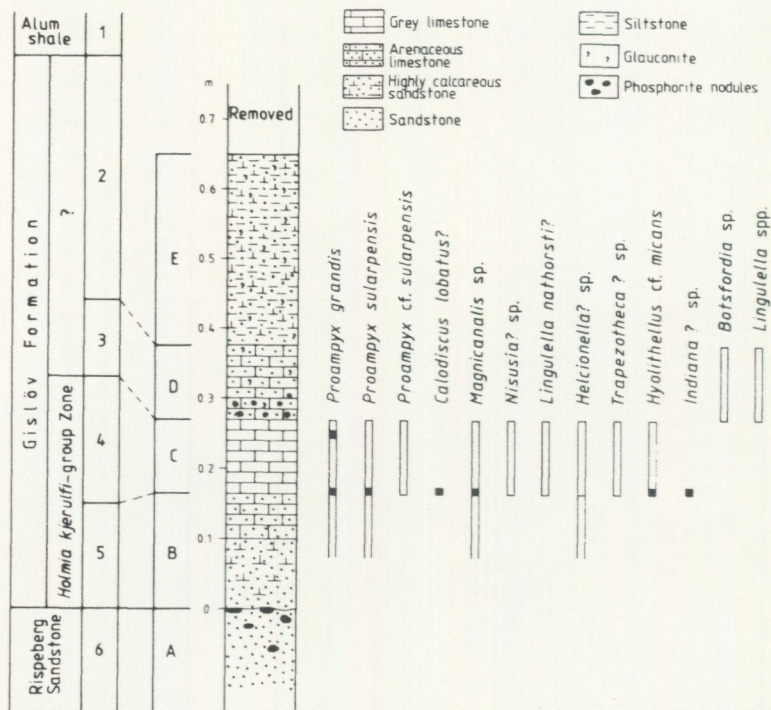 Alum
shale
1
Gislöv Formation
?
Holmia kjerulfi-group Zone
2
3
4
5
Rispeberg
Sandstone
6
E
D
C
B
A
m
Removed
0.7
0.6
0.5
0.4
0.3
0.2
0.1
0
Grey limestone
Arenaceous
limestone
Highly calcareous
sandstone
Sandstone
Siltstone
Glauconite
Phosphorite nodules
Proampyx grandis
Proampyx sularpensis
Proampyx cf. sularpensis
Calodiscus lobatus?
Magnicanalis sp.
Nisusia? sp.
Lingulella nathorsti?
Helcionella? sp.
Trapezotheca? sp.
Hyolithellus cf. micans
Indiana? sp.
Botsfordia sp.
Lingulella spp.